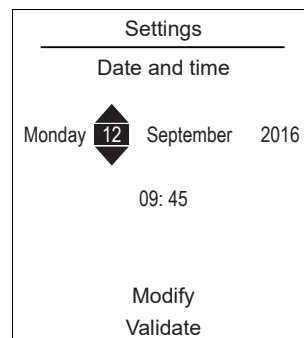 Settings
Date and time
Monday 12 September 2016
09: 45
Modify
Validate